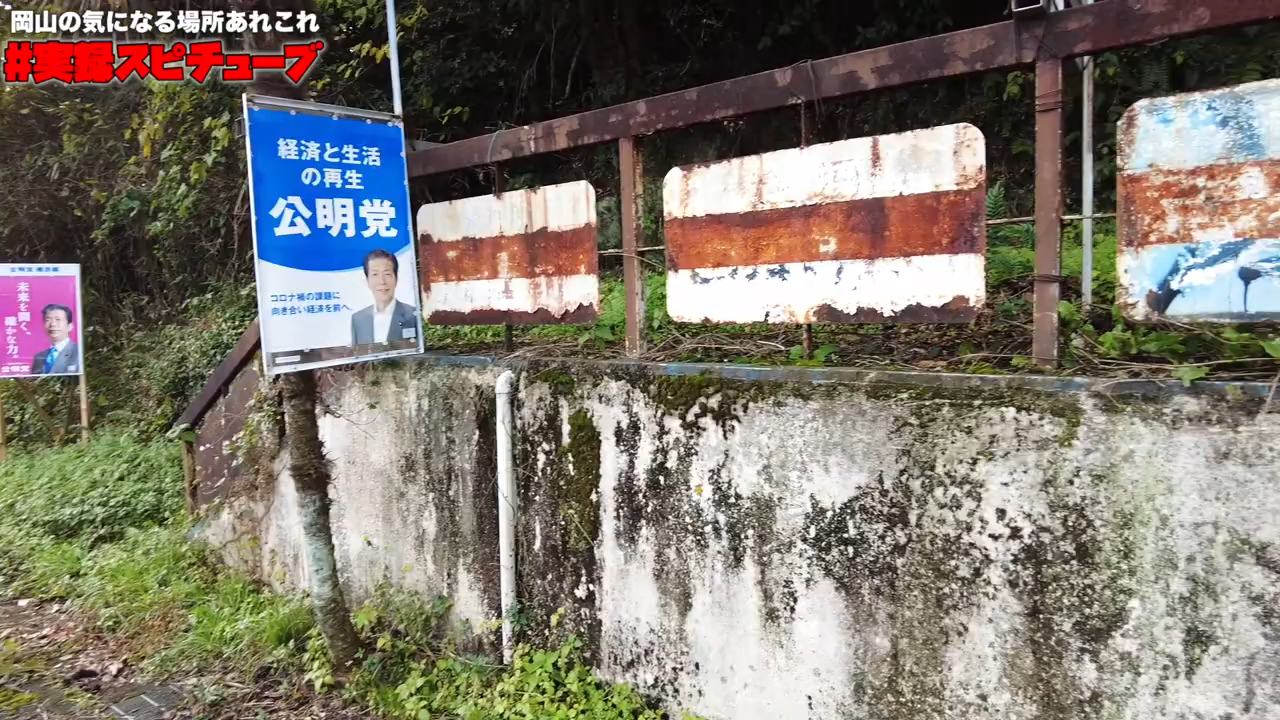 岡山の気になる場所あれこれ
#実録スピチューブ
経済と生活
の再生
公明党
コロナ禍の課題に
向き合い経済を前へ。
未来を開く、
確かな力。
公明党